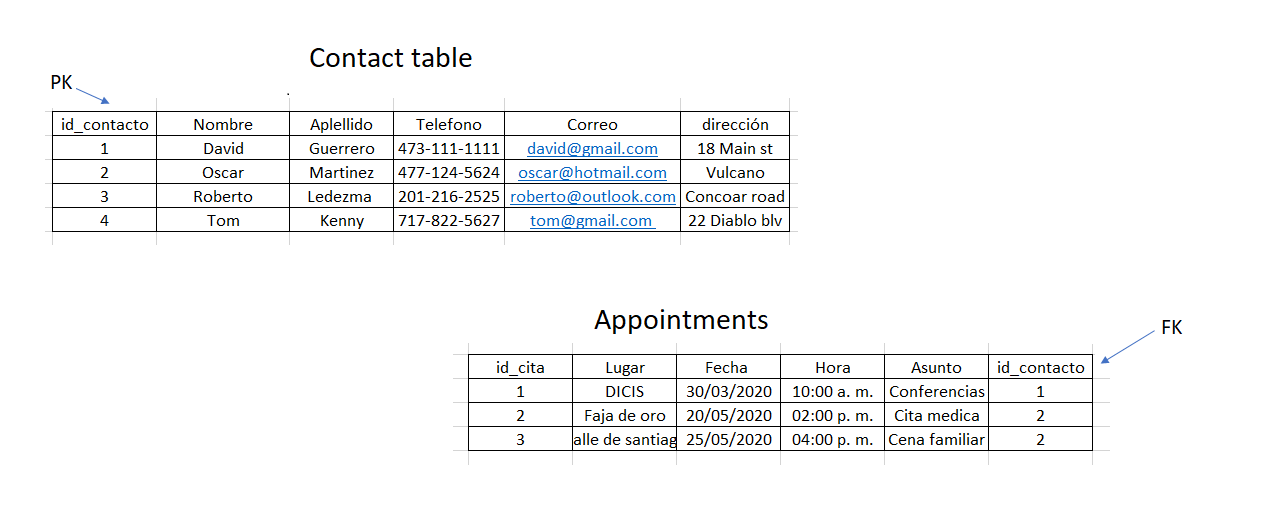 Contact table
PK
id_contacto Nombre Aplellido Telefono Correo dirección
1 David Guerrero 473-111-1111 david@gmail.com 18 Main st
2 Oscar Martinez 477-124-5624 oscar@hotmail.com Vulcano
3 Roberto Ledezma 201-216-2525 roberto@outlook.com Concoar road
4 Tom Kenny 717-822-5627 tom@gmail.com 22 Diablo blv
Appointments
FK
id_cita Lugar Fecha Hora Asunto id_contacto
1 DICIS 30/03/2020 10:00 a. m. Conferencias 1
2 Faja de oro 20/05/2020 02:00 p. m. Cita medica 2
3 alle de santiag 25/05/2020 04:00 p. m. Cena familiar 2